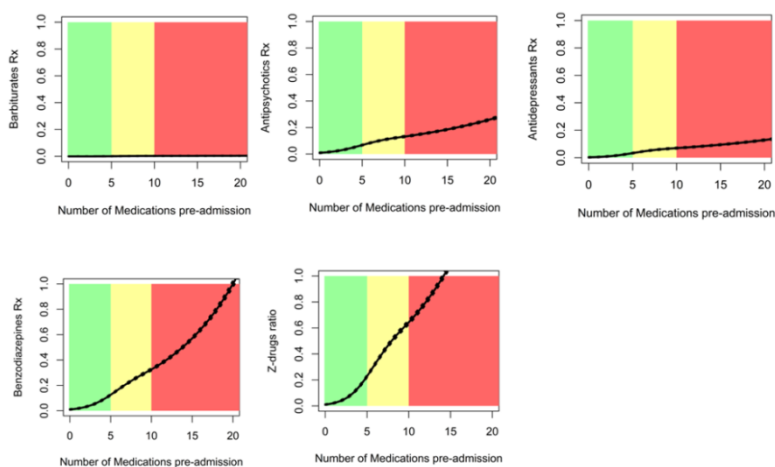 Barbiturates Rx
1.0
0.8
0.6
0.4
0.2
0.0
0 5 10 15 20
Number of Medications pre-admission
Antipsychotics Rx
1.0
0.8
0.6
0.4
0.2
0.0
0 5 10 15 20
Number of Medications pre-admission
Antidepressants Rx
1.0
0.8
0.6
0.4
0.2
0.0
0 5 10 15 20
Number of Medications pre-admission
Benzodiazepines Rx
1.0
0.8
0.6
0.4
0.2
0.0
0 5 10 15 20
Number of Medications pre-admission
Z-drugs ratio
1.0
0.8
0.6
0.4
0.2
0.0
0 5 10 15 20
Number of Medications pre-admission